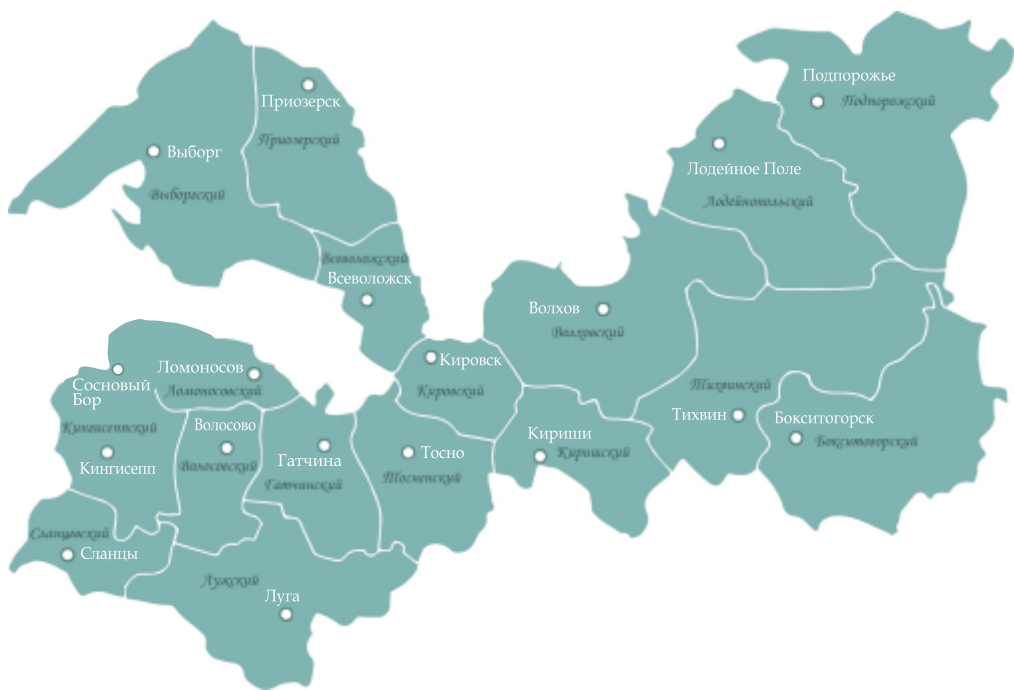 Подпорожье
Подпорожский
Приозерск
Приозерский
Выборг
Выборгский
Лодейное Поле
Лодейнопольский
Всеволожский
Всеволожск
Волхов
Волховский
Кировск
Кировский
Ломоносов
Ломоносовский
Сосновый
Бор
Тихвинский
Тихвин
Бокситогорск
Бокситогорский
Волосово
Волосовский
Кингисеппский
Кингисепп
Гатчина
Гатчинский
Тосно
Тосненский
Кириши
Киришский
Сланцевский
Сланцы
Лужский
Луга